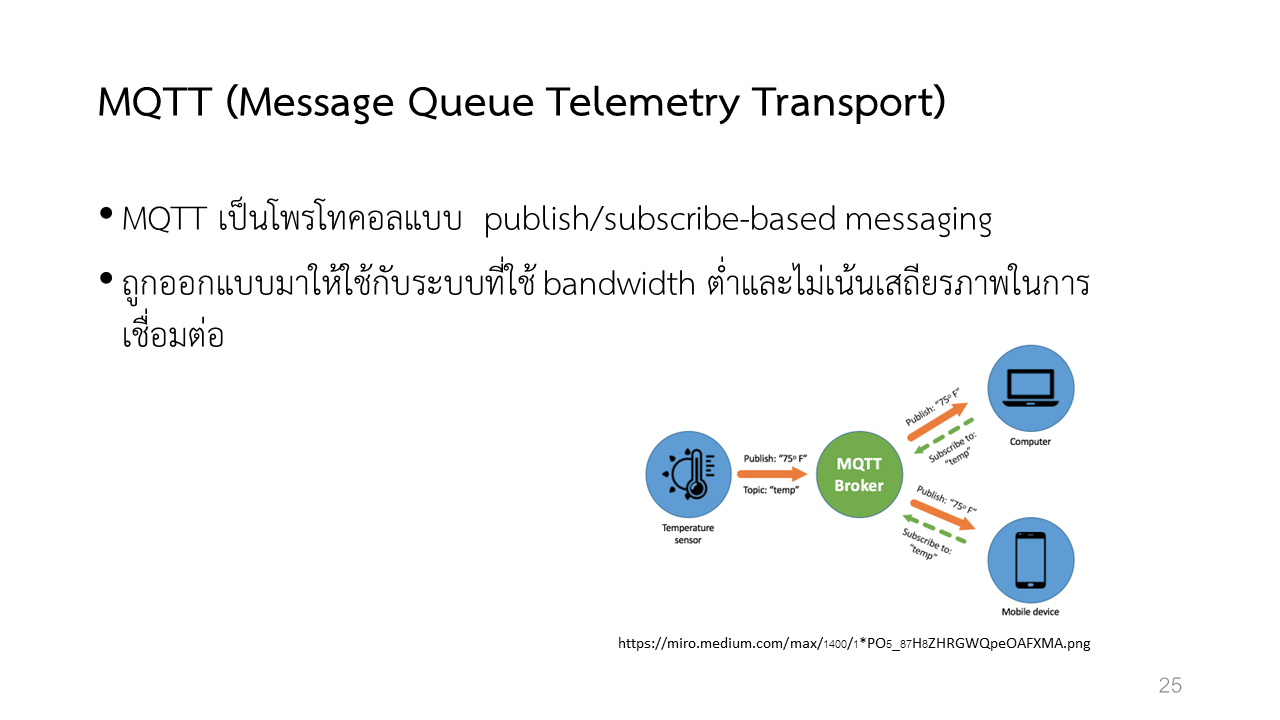 MQTT (Message Queue Telemetry Transport)
• MQTT เป็นโพรโทคอลแบบ publish/subscribe-based messaging
• ถูกออกแบบมาให้ใช้กับระบบที่ใช้ bandwidth ต่ำและไม่เน้นเสถียรภาพในการ
เชื่อมต่อ
Temperature
sensor
Publish: "75º F"
Topic: "temp"
MQTT
Broker
Publish: "75º F"
Subscribe to:
"temp"
Computer
Publish: "75º F"
Subscribe to:
"temp"
Mobile device
https://miro.medium.com/max/1400/1*PO5_87H8ZHRGWQpeOAFXMA.png
25